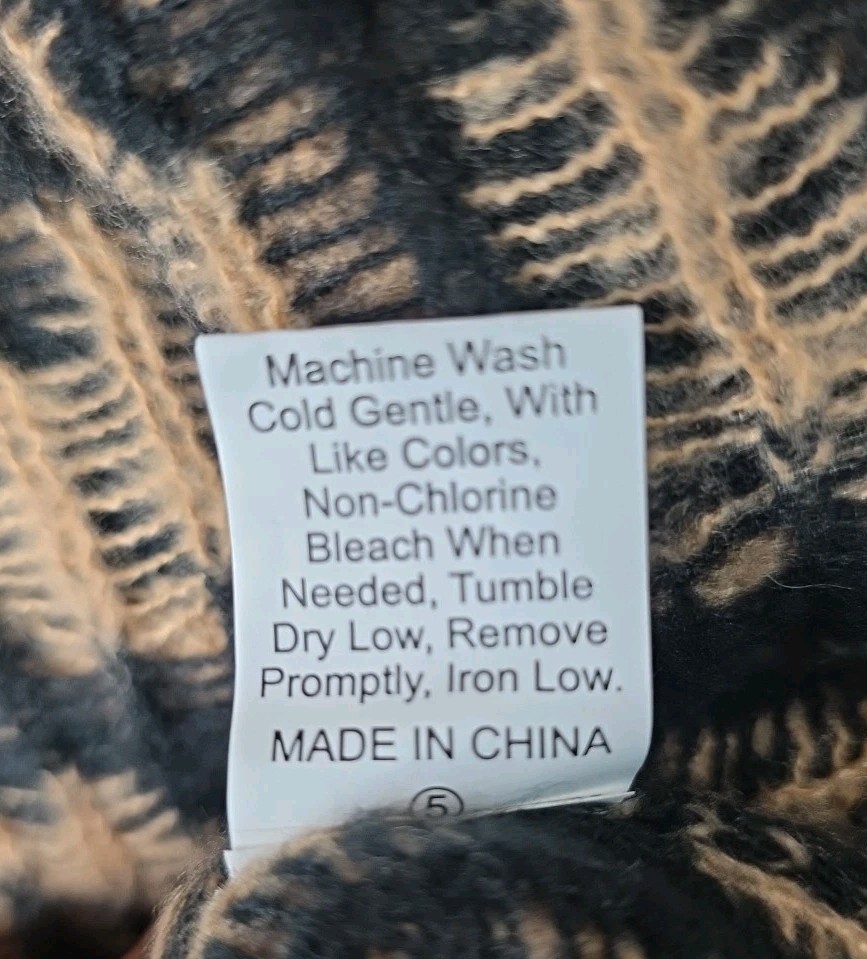 Machine Wash
Cold Gentle, With
Like Colors,
Non-Chlorine
Bleach When
Needed, Tumble
Dry Low, Remove
Promptly, Iron Low.
MADE IN CHINA
5